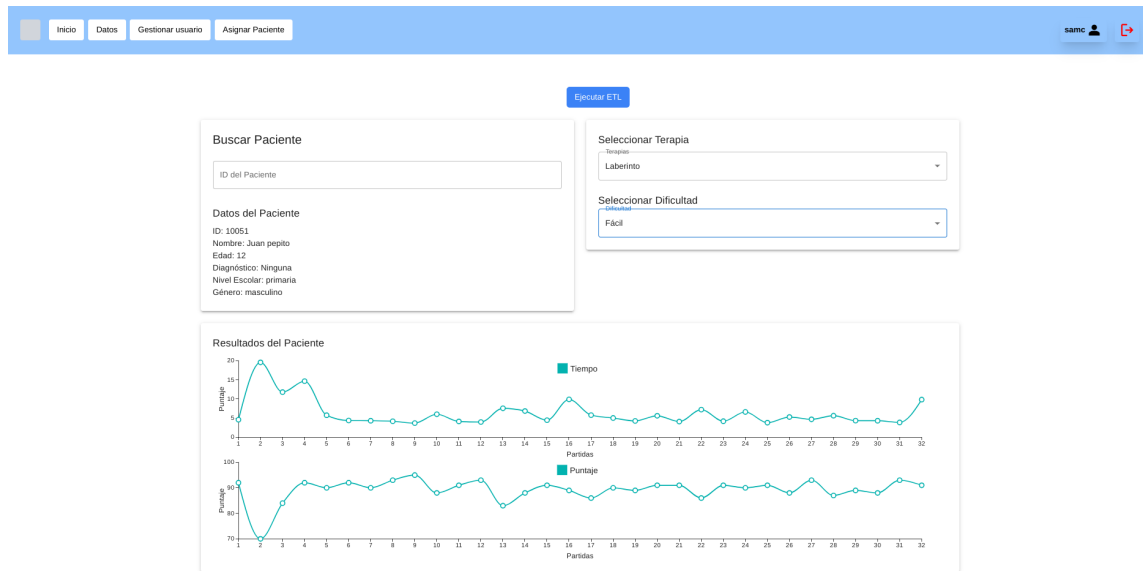 Inicio Datos Gestionar usuario Asignar Paciente samc
Ejecutar ETL
Buscar Paciente
ID del Paciente
Datos del Paciente
ID: 10051
Nombre: Juan pepito
Edad: 12
Diagnóstico: Ninguna
Nivel Escolar: primaria
Género: masculino
Seleccionar Terapia
Terapias
Laberinto
Seleccionar Dificultad
Dificultad
Fácil
Resultados del Paciente
Tiempo
Puntaje
20
15
10
5
0
1 2 3 4 5 6 7 8 9 10 11 12 13 14 15 16 17 18 19 20 21 22 23 24 25 26 27 28 29 30 31 32
Partidas
Puntaje
Puntaje
100
90
80
70
1 2 3 4 5 6 7 8 9 10 11 12 13 14 15 16 17 18 19 20 21 22 23 24 25 26 27 28 29 30 31 32
Partidas